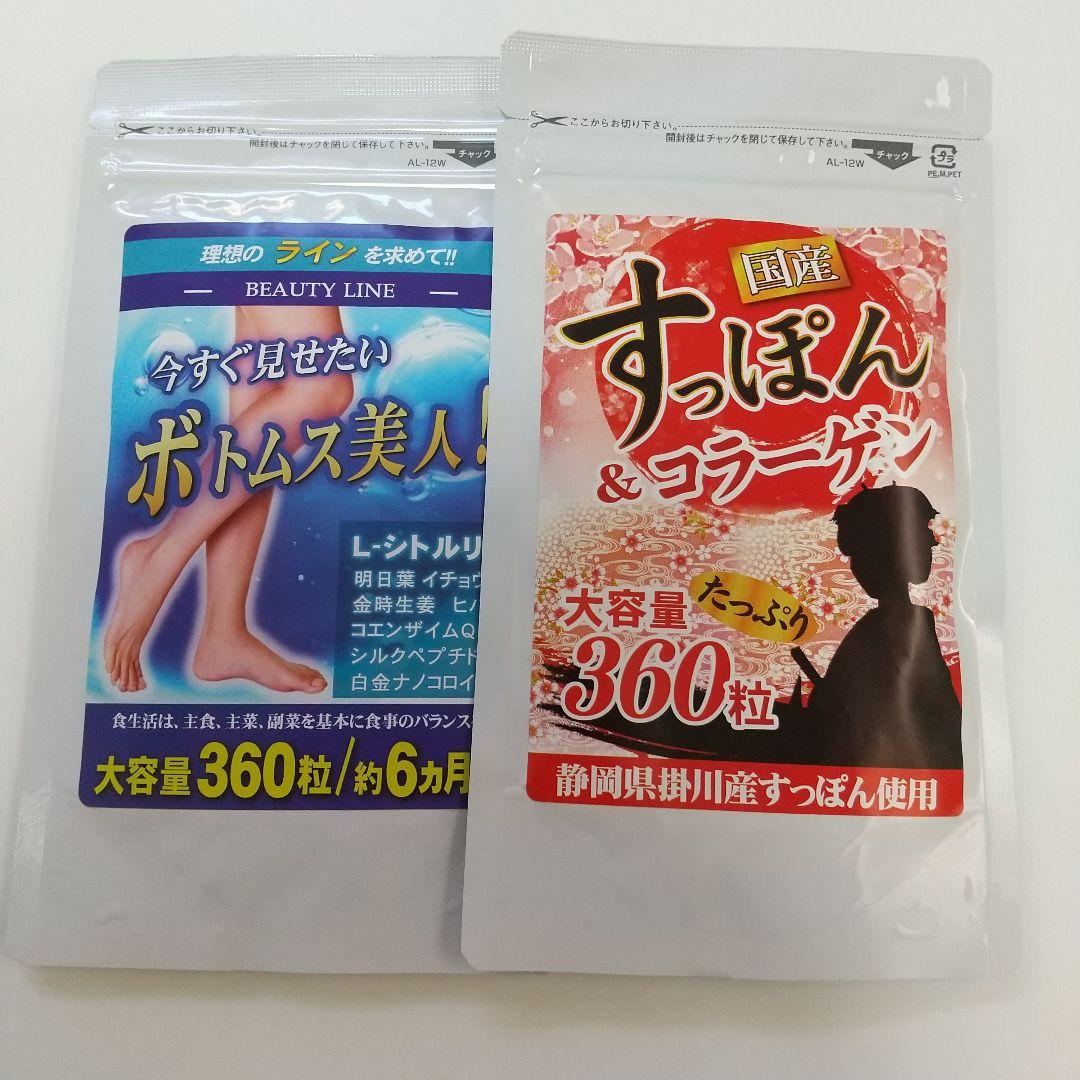 ここからお切り下さい。
開封後はチャックを閉じて保存して下さい。
チャック
AL-12W
理想の ライン を求めて!!
BEAUTY LINE
今すぐ見せたい
ボトムス美人!
L-シトルリ
明日葉 イチョウ
金時生姜 ヒハ
コエンザイムQ
シルクペプチド
白金ナノコロイ
食生活は、主食、主菜、副菜を基本に食事のバランス
大容量360粒/約6カ月
ここからお切り下さい。
開封後はチャックを閉じて保存して下さい。
チャック
AL-12W
プラ
PE,M,PET
国産
すっぽん
&コラーゲン
大容量
たっぷり
360粒
静岡県掛川産すっぽん使用